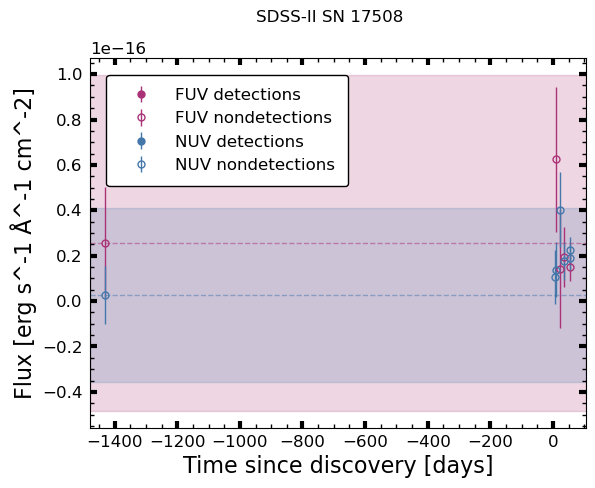 SDSS-II SN 17508
1e−16
FUV detections
FUV nondetections
NUV detections
NUV nondetections
1.0
0.8
0.6
0.4
0.2
0.0
−0.2
−0.4
Flux [erg s^-1 Å^-1 cm^-2]
−1400 −1200 −1000 −800 −600 −400 −200 0
Time since discovery [days]